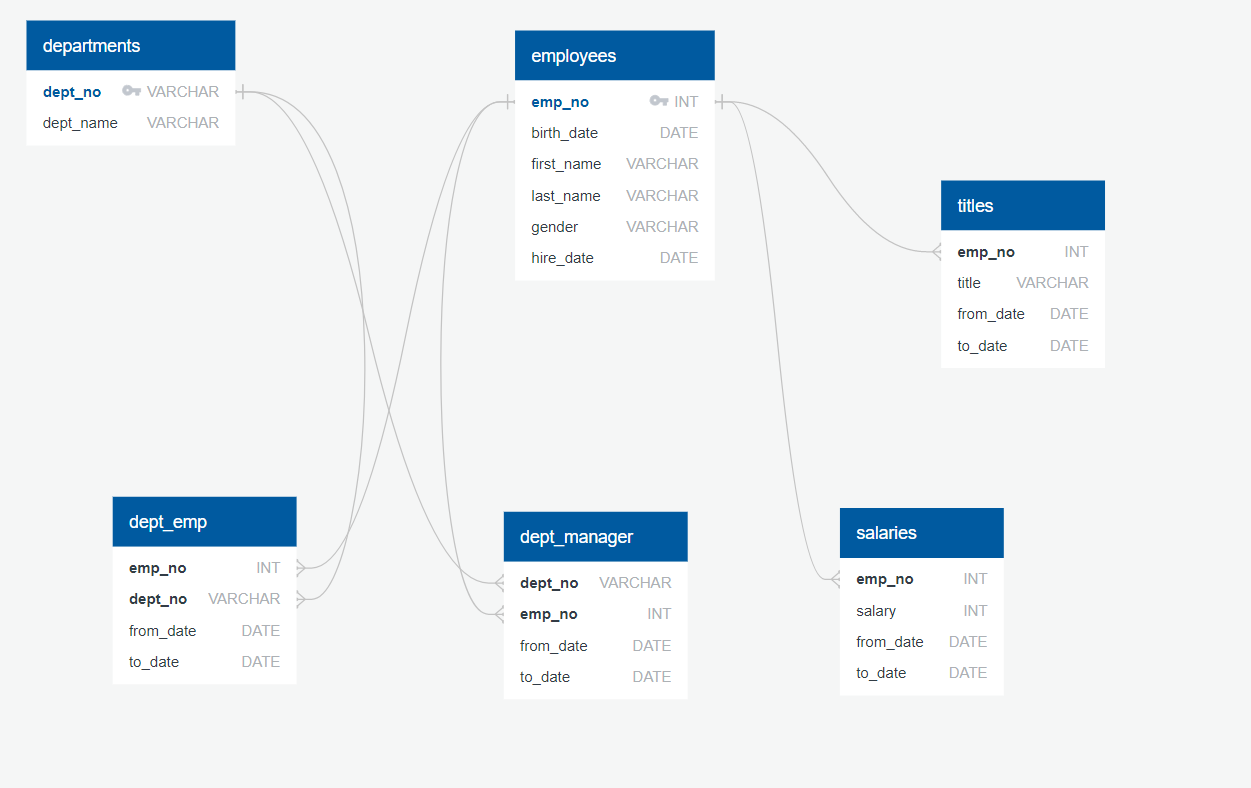 departments
dept_no VARCHAR
dept_name VARCHAR
employees
emp_no INT
birth_date DATE
first_name VARCHAR
last_name VARCHAR
gender VARCHAR
hire_date DATE
titles
emp_no INT
title VARCHAR
from_date DATE
to_date DATE
dept_emp
emp_no INT
dept_no VARCHAR
from_date DATE
to_date DATE
dept_manager
dept_no VARCHAR
emp_no INT
from_date DATE
to_date DATE
salaries
emp_no INT
salary INT
from_date DATE
to_date DATE